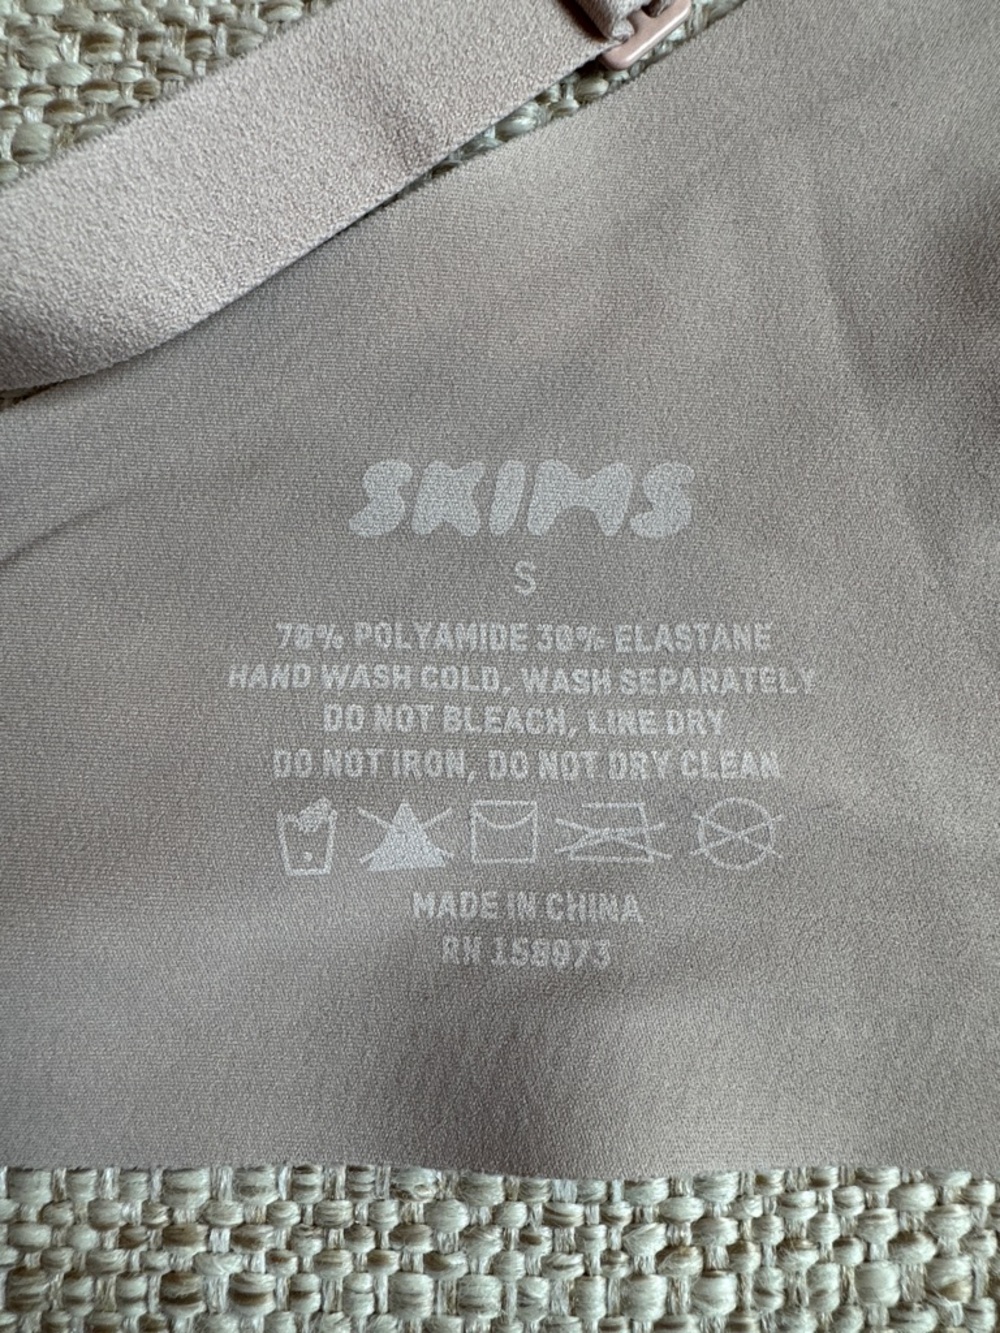 SKIMS
S
70% POLYAMIDE 30% ELASTANE
HAND WASH COLD, WASH SEPARATELY
DO NOT BLEACH, LINE DRY
DO NOT IRON, DO NOT DRY CLEAN
MADE IN CHINA
RN 158973